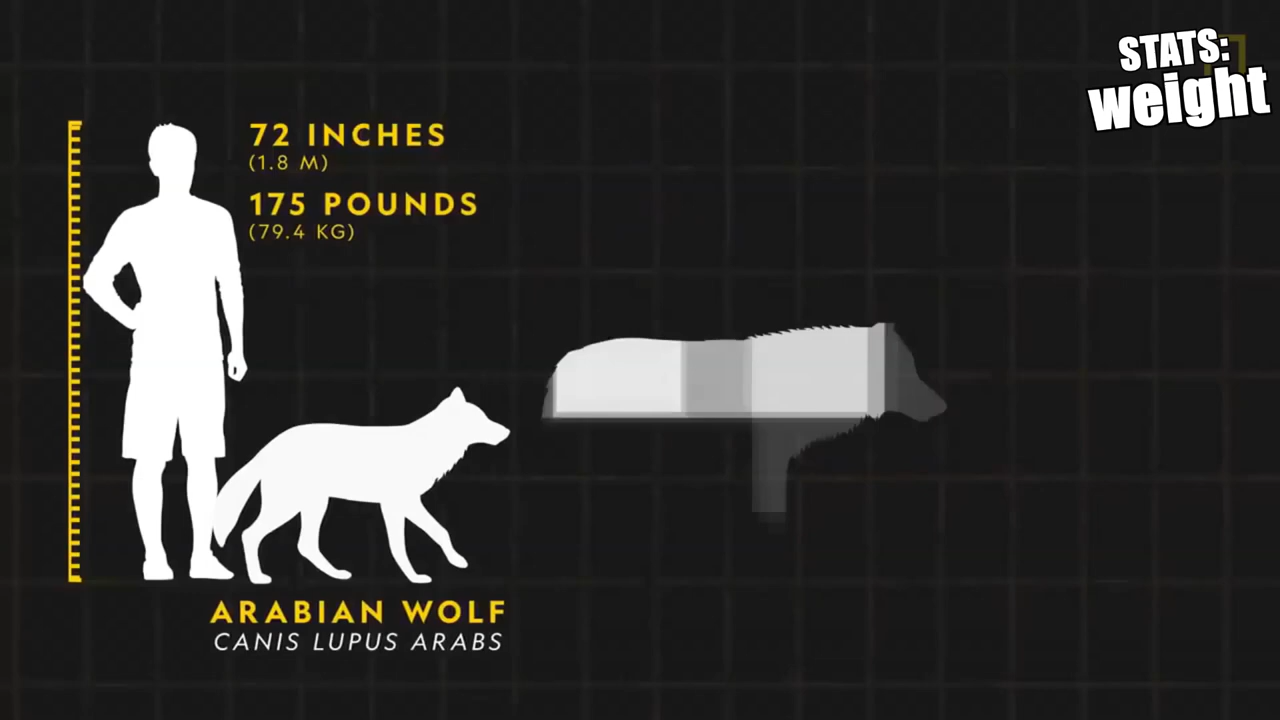 STATS:
weight
72 INCHES
(1.8 M)
175 POUNDS
(79.4 KG)
ARABIAN WOLF
CANIS LUPUS ARABS